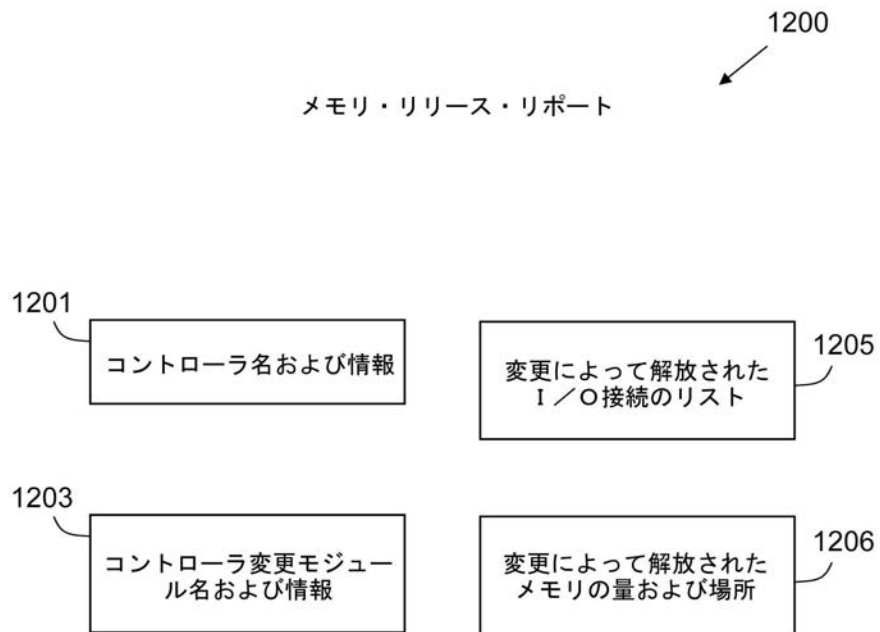 1200
メモリ・リリース・リポート
1201
コントローラ名および情報
1205
変更によって解放された
I／O接続のリスト
1203
コントローラ変更モジュー
ル名および情報
1206
変更によって解放された
メモリの量および場所